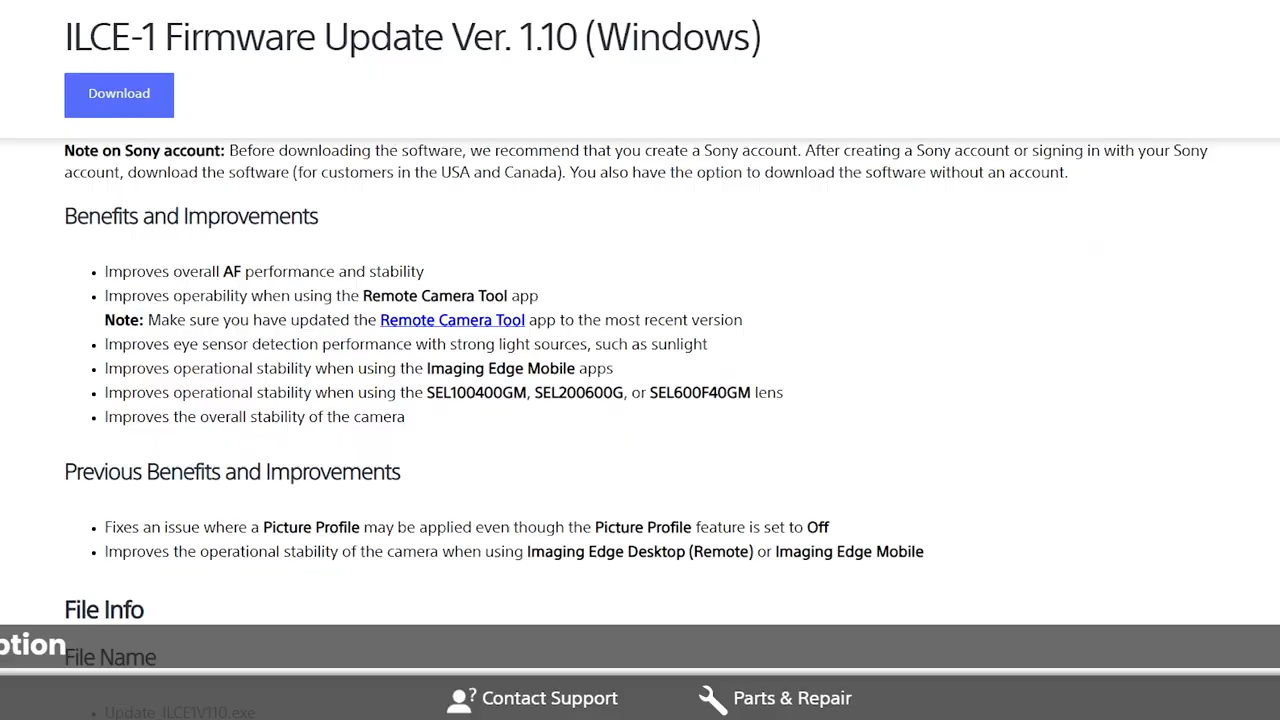 ILCE-1 Firmware Update Ver. 1.10 (Windows)
Download
Note on Sony account: Before downloading the software, we recommend that you create a Sony account. After creating a Sony account or signing in with your Sony
account, download the software (for customers in the USA and Canada). You also have the option to download the software without an account.
Benefits and Improvements
• Improves overall AF performance and stability
• Improves operability when using the Remote Camera Tool app
Note: Make sure you have updated the Remote Camera Tool app to the most recent version
• Improves eye sensor detection performance with strong light sources, such as sunlight
• Improves operational stability when using the Imaging Edge Mobile apps
• Improves operational stability when using the SEL100400GM, SEL200600G, or SEL600F40GM lens
• Improves the overall stability of the camera
Previous Benefits and Improvements
• Fixes an issue where a Picture Profile may be applied even though the Picture Profile feature is set to Off
• Improves the operational stability of the camera when using Imaging Edge Desktop (Remote) or Imaging Edge Mobile
File Info
ption
File Name
Contact Support
Parts & Repair
• Update_ILCE1V110.exe